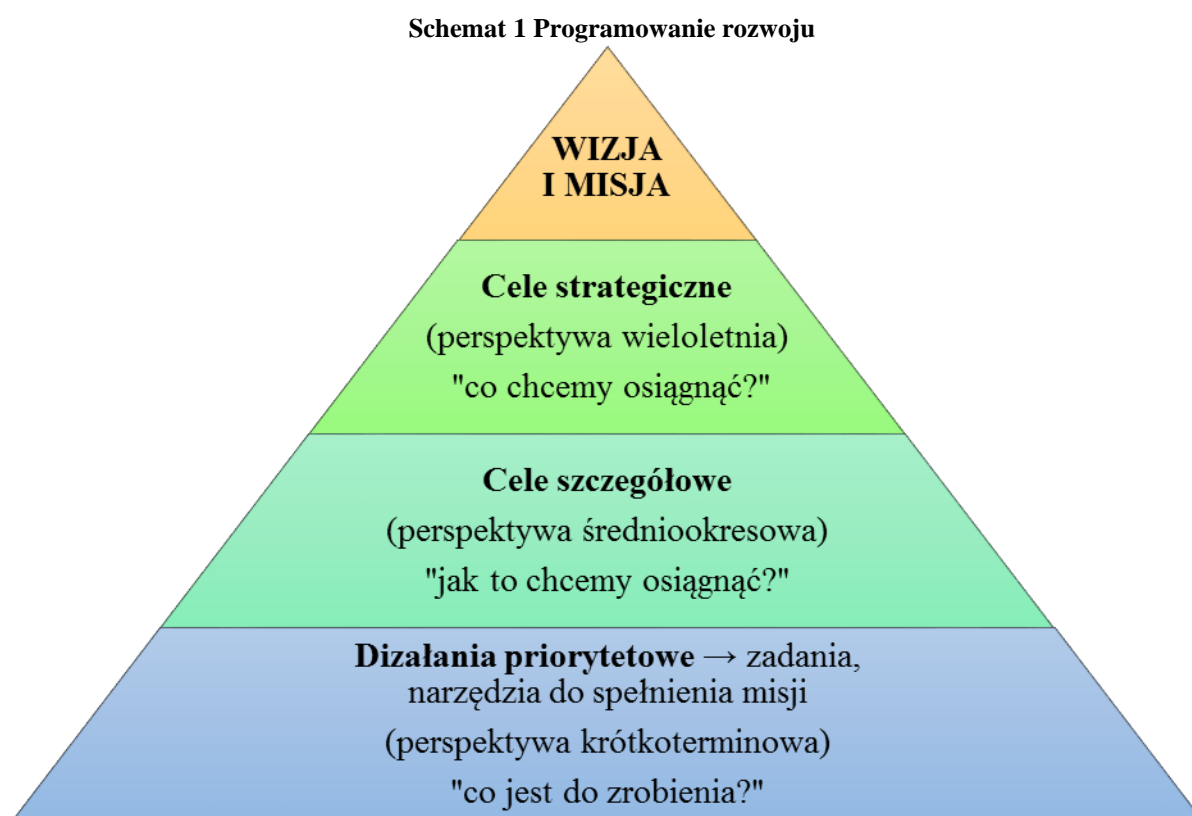 Schemat 1 Programowanie rozwoju
WIZJA
I MISJA
Cele strategiczne
(perspektywa wieloletnia)
"co chcemy osiągnąć?"
Cele szczegółowe
(perspektywa średniookresowa)
"jak to chcemy osiągnąć?"
Dizałania priorytetowe → zadania,
narzędzia do spełnienia misji
(perspektywa krótkoterminowa)
"co jest do zrobienia?"